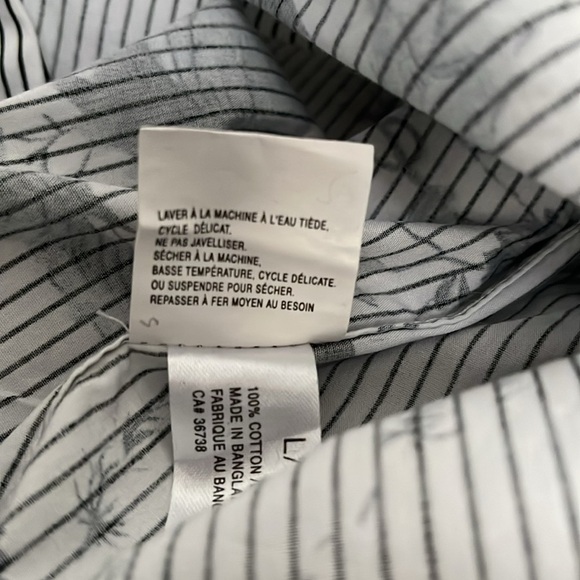 LAVER À LA MACHINE À L'EAU TIÈDE,
CYCLE DÉLICAT.
NE PAS JAVELLISER.
SÉCHER À LA MACHINE,
BASSE TEMPÉRATURE, CYCLE DÉLICATE.
OU SUSPENDRE POUR SÉCHER.
REPASSER À FER MOYEN AU BESOIN
L/
100% COTTON /
MADE IN BANGLA
FABRIQUE AU BAN
CA# 36738